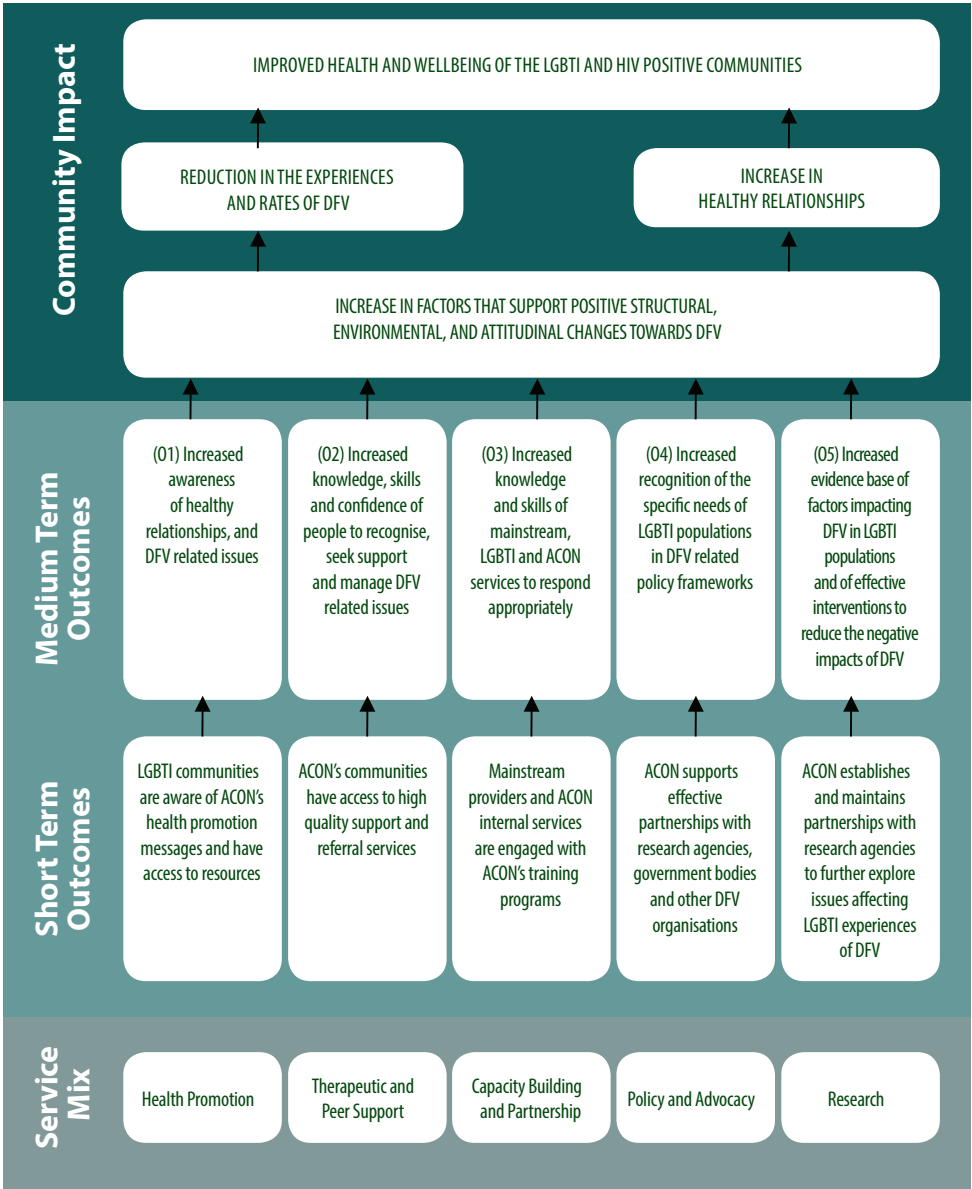 Community Impact
IMPROVED HEALTH AND WELLBEING OF THE LGBTI AND HIV POSITIVE COMMUNITIES
REDUCTION IN THE EXPERIENCES
AND RATES OF DFV
INCREASE IN
HEALTHY RELATIONSHIPS
INCREASE IN FACTORS THAT SUPPORT POSITIVE STRUCTURAL,
ENVIRONMENTAL, AND ATTITUDINAL CHANGES TOWARDS DFV
Medium Term
Outcomes
(O1) Increased
awareness
of healthy
relationships, and
DFV related issues
(O2) Increased
knowledge, skills
and confidence of
people to recognise,
seek support
and manage DFV
related issues
(O3) Increased
knowledge
and skills of
mainstream,
LGBTI and ACON
services to respond
appropriately
(O4) Increased
recognition of the
specific needs of
LGBTI populations
in DFV related
policy frameworks
(O5) Increased
evidence base of
factors impacting
DFV in LGBTI
populations
and of effective
interventions to
reduce the negative
impacts of DFV
Short Term
Outcomes
LGBTI communities
are aware of ACON's
health promotion
messages and have
access to resources
ACON's communities
have access to high
quality support and
referral services
Mainstream
providers and ACON
internal services
are engaged with
ACON's training
programs
ACON supports
effective
partnerships with
research agencies,
government bodies
and other DFV
organisations
ACON establishes
and maintains
partnerships with
research agencies
to further explore
issues affecting
LGBTI experiences
of DFV
Service
Mix
Health Promotion
Therapeutic and
Peer Support
Capacity Building
and Partnership
Policy and Advocacy
Research